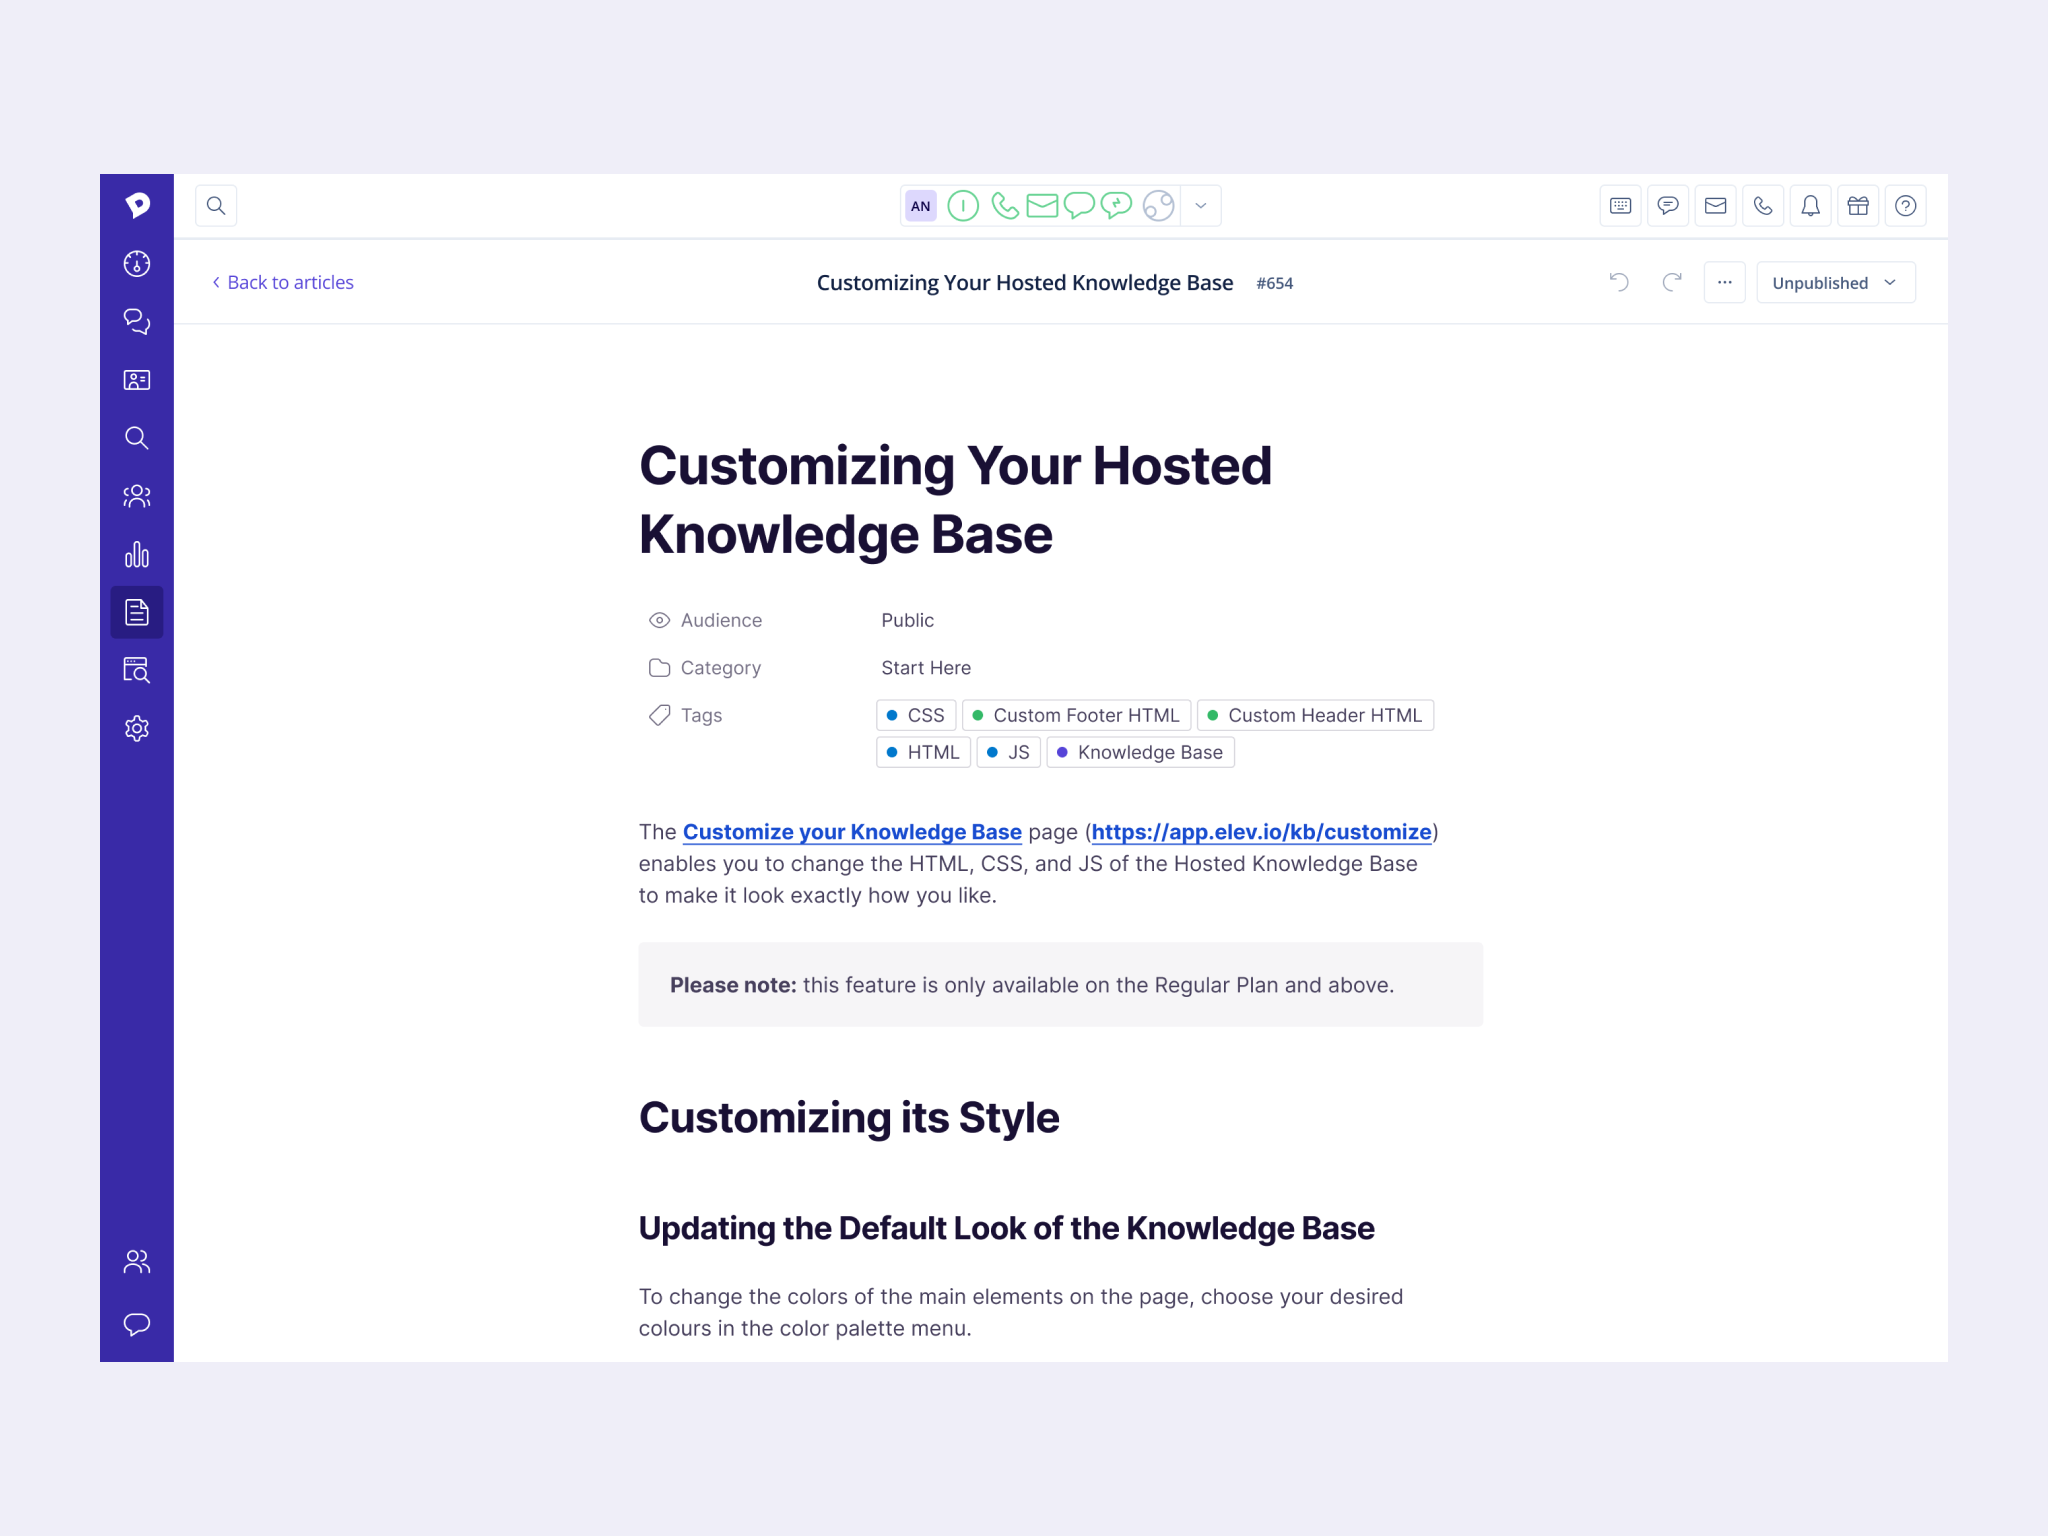 AN
Back to articles
Customizing Your Hosted Knowledge Base #654
Unpublished
Customizing Your Hosted
Knowledge Base
Audience Public
Category Start Here
Tags CSS Custom Footer HTML Custom Header HTML
HTML JS Knowledge Base
The Customize your Knowledge Base page (https://app.elev.io/kb/customize)
enables you to change the HTML, CSS, and JS of the Hosted Knowledge Base
to make it look exactly how you like.
Please note: this feature is only available on the Regular Plan and above.
Customizing its Style
Updating the Default Look of the Knowledge Base
To change the colors of the main elements on the page, choose your desired
colours in the color palette menu.